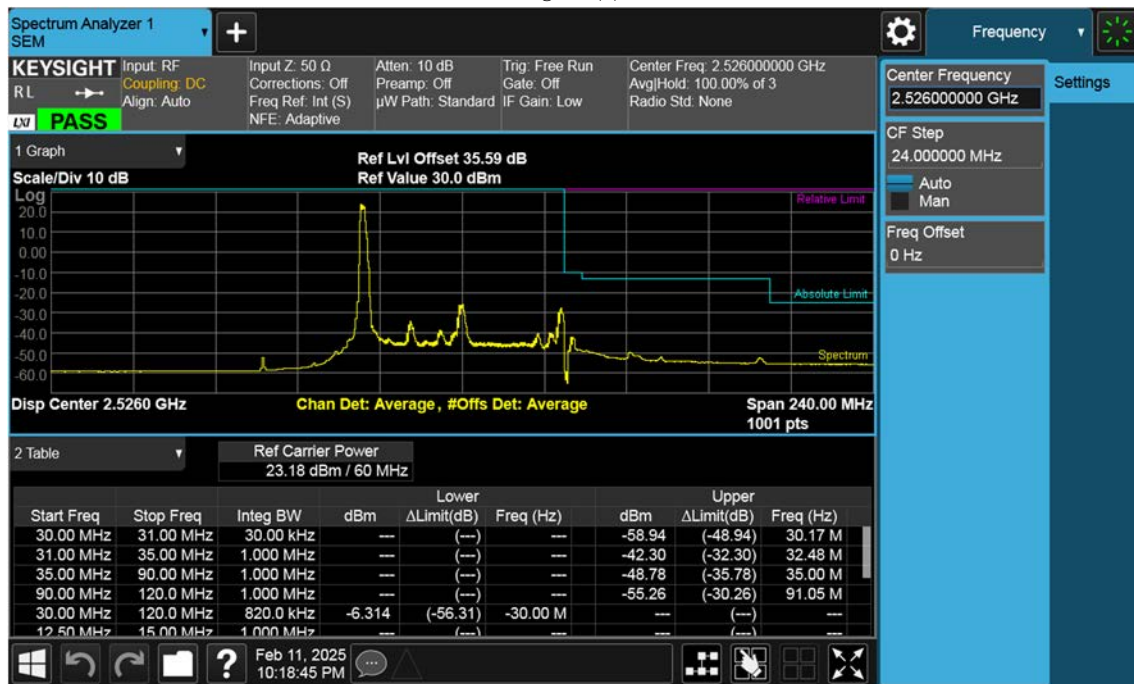 Spectrum Analyzer 1
SEM
+
Frequency
KEYSIGHT
RL
LXI PASS
Input: RF
Coupling: DC
Align: Auto
Input Z: 50 Ω
Corrections: Off
Freq Ref: Int (S)
NFE: Adaptive
Atten: 10 dB
Preamp: Off
µW Path: Standard
Trig: Free Run
Gate: Off
IF Gain: Low
Center Freq: 2.526000000 GHz
Avg|Hold: 100.00% of 3
Radio Std: None
Center Frequency
2.526000000 GHz
Settings
CF Step
24.000000 MHz
Auto
Man
Freq Offset
0 Hz
1 Graph
Scale/Div 10 dB
Ref Lvl Offset 35.59 dB
Ref Value 30.0 dBm
Log
20.0
10.0
0.00
-10.0
-20.0
-30.0
-40.0
-50.0
-60.0
Relative Limit
Absolute Limit
Spectrum
Disp Center 2.5260 GHz
Chan Det: Average, #Offs Det: Average
Span 240.00 MHz
1001 pts
2 Table
Ref Carrier Power
23.18 dBm / 60 MHz
Lower Upper
Start Freq Stop Freq Integ BW dBm ΔLimit(dB) Freq (Hz) dBm ΔLimit(dB) Freq (Hz)
30.00 MHz 31.00 MHz 30.00 kHz --- (---) --- -58.94 (-48.94) 30.17 M
31.00 MHz 35.00 MHz 1.000 MHz --- (---) --- -42.30 (-32.30) 32.48 M
35.00 MHz 90.00 MHz 1.000 MHz --- (---) --- -48.78 (-35.78) 35.00 M
90.00 MHz 120.0 MHz 1.000 MHz --- (---) --- -55.26 (-30.26) 91.05 M
30.00 MHz 120.0 MHz 820.0 kHz -6.314 (-56.31) -30.00 M --- (---) ---
12.50 MHz 15.00 MHz 1.000 MHz --- (---) --- --- (---) ---
?
Feb 11, 2025
10:18:45 PM